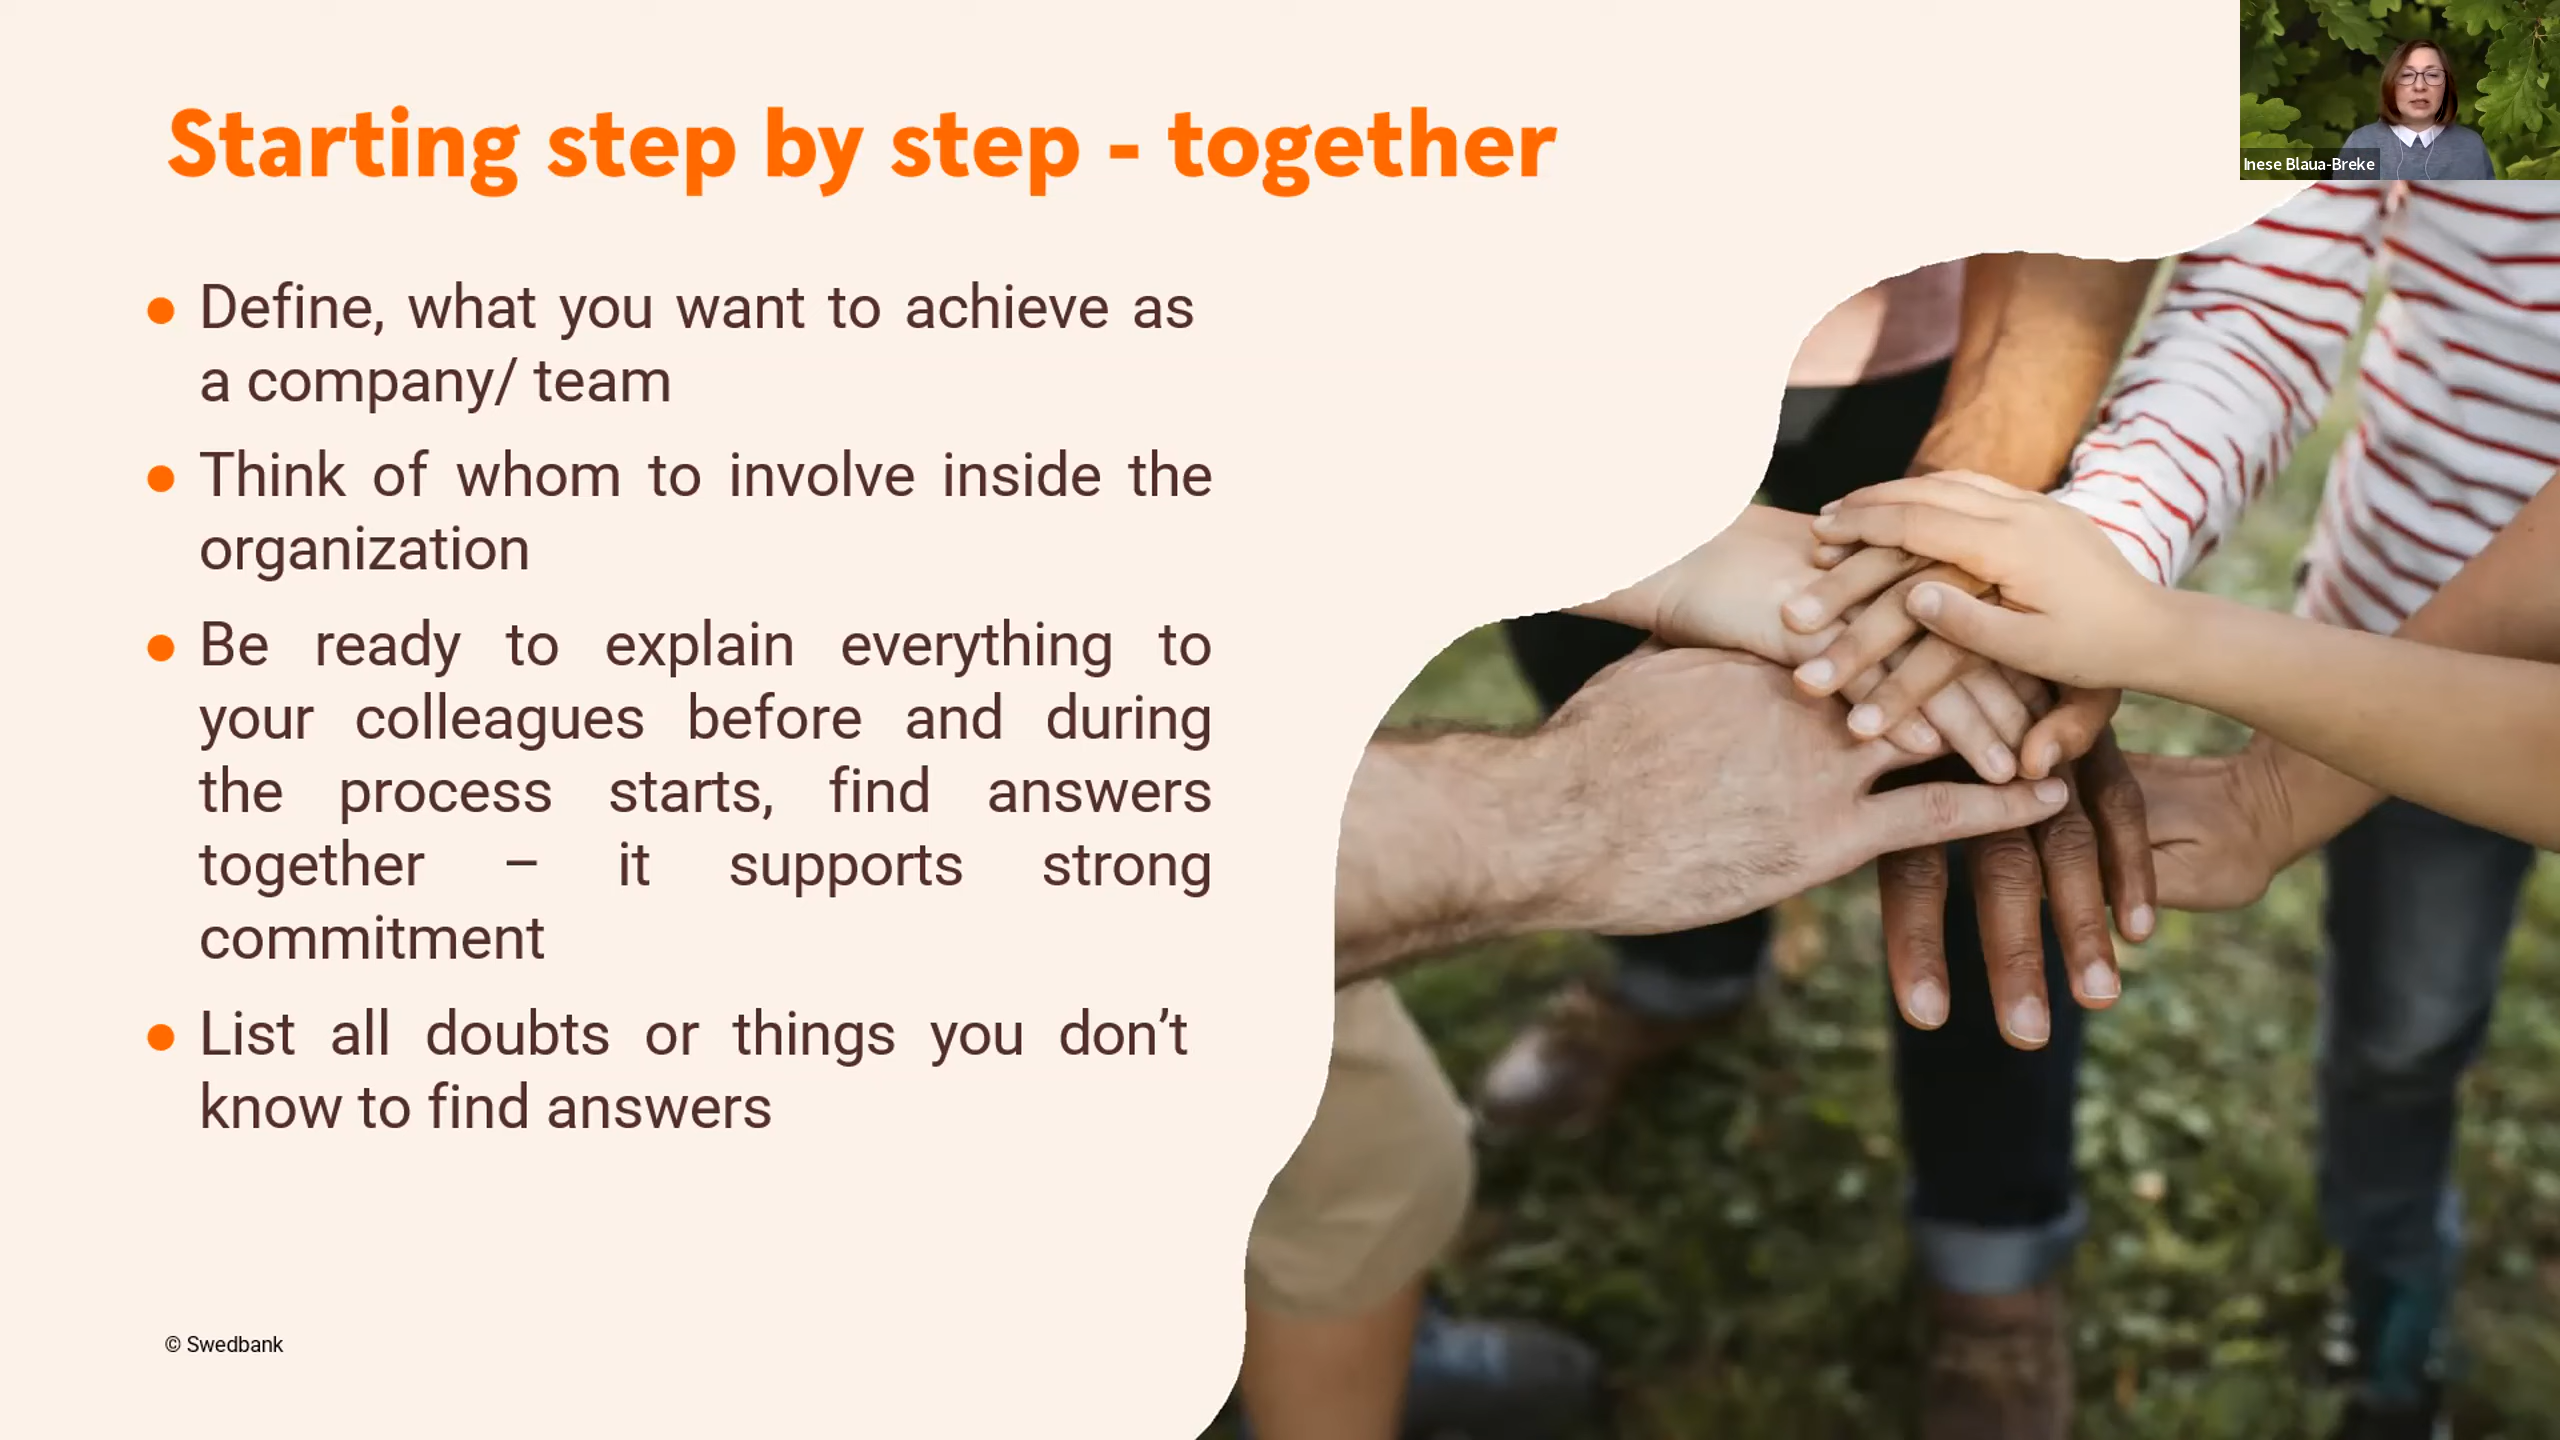 Starting step by step - together
Inese Blaua-Breke
● Define, what you want to achieve as
a company/ team
● Think of whom to involve inside the
organization
● Be ready to explain everything to
your colleagues before and during
the process starts, find answers
together – it supports strong
commitment
● List all doubts or things you don’t
know to find answers
© Swedbank